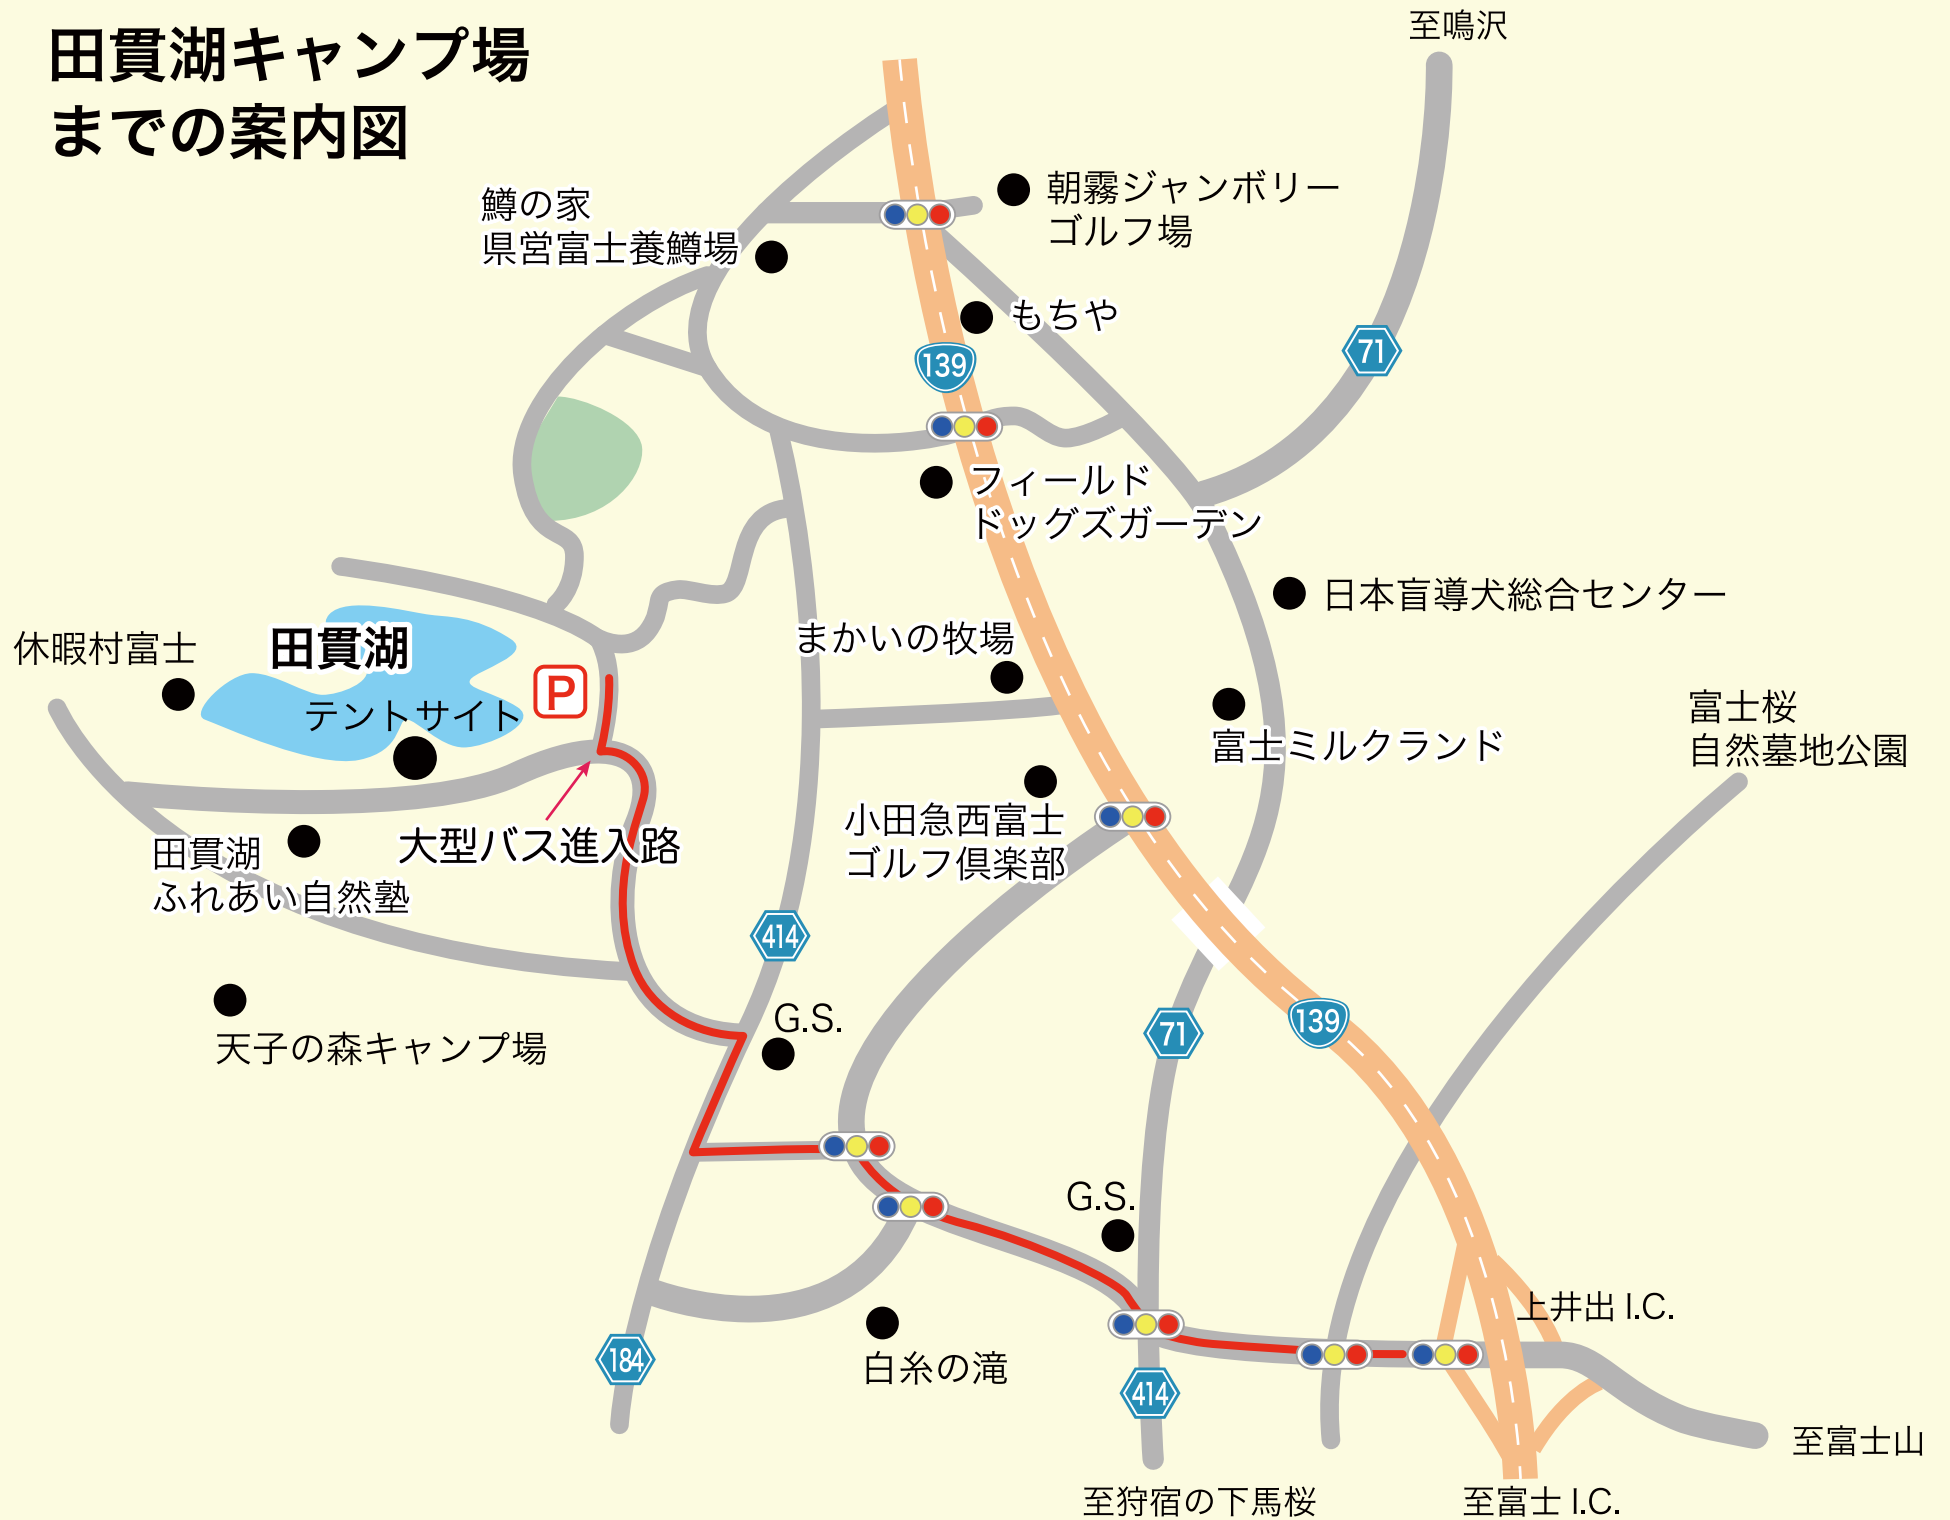 田貫湖キャンプ場
までの案内図
至鳴沢
鱒の家
県営富士養鱒場
朝霧ジャンボリー
ゴルフ場
もちや
139
71
フィールド
ドッグズガーデン
日本盲導犬総合センター
まかいの牧場
休暇村富士
田貫湖
テントサイト
P
富士ミルクランド
富士桜
自然墓地公園
小田急西富士
ゴルフ倶楽部
大型バス進入路
田貫湖
ふれあい自然塾
414
天子の森キャンプ場
G.S.
71
139
G.S.
上井出 I.C.
184
白糸の滝
414
至富士山
至狩宿の下馬桜
至富士 I.C.